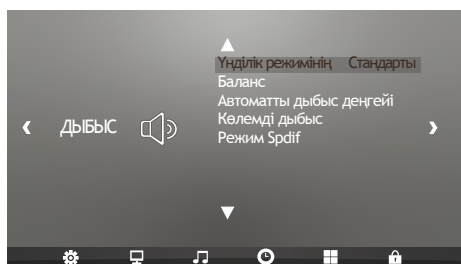 Үнділік режимінің Стандарты
Баланс
Автоматты дыбыс деңгейі
Көлемді дыбыс
Режим Spdif
ДЫБЫС